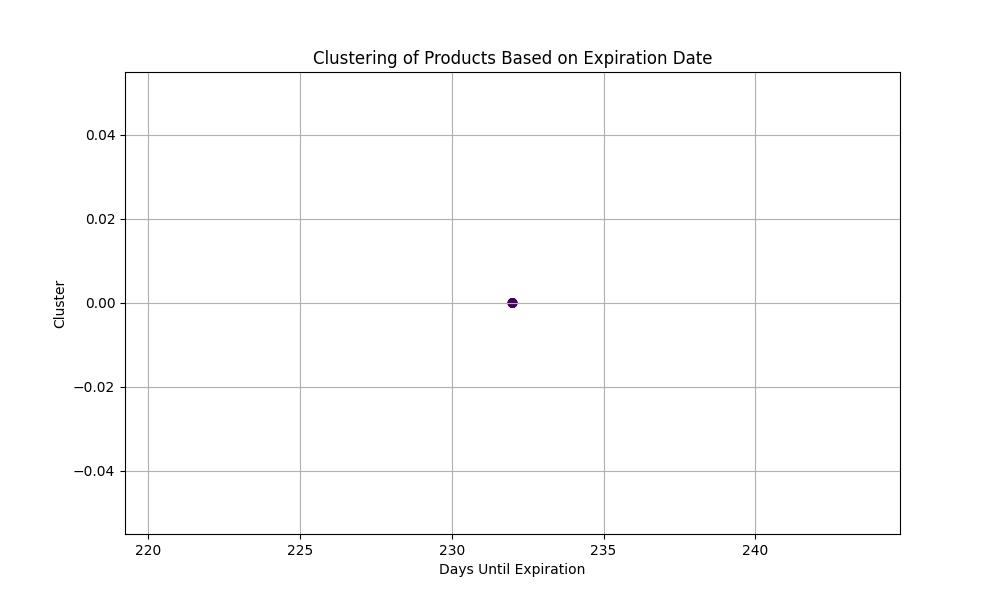 Clustering of Products Based on Expiration Date
0.04
0.02
0.00
−0.02
−0.04
Cluster
220 225 230 235 240
Days Until Expiration